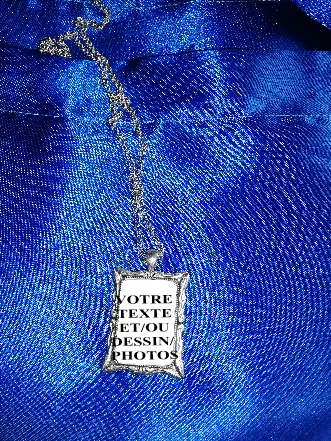 VOTRE
TEXTE
ET/OU
DESSIN/
PHOTOS